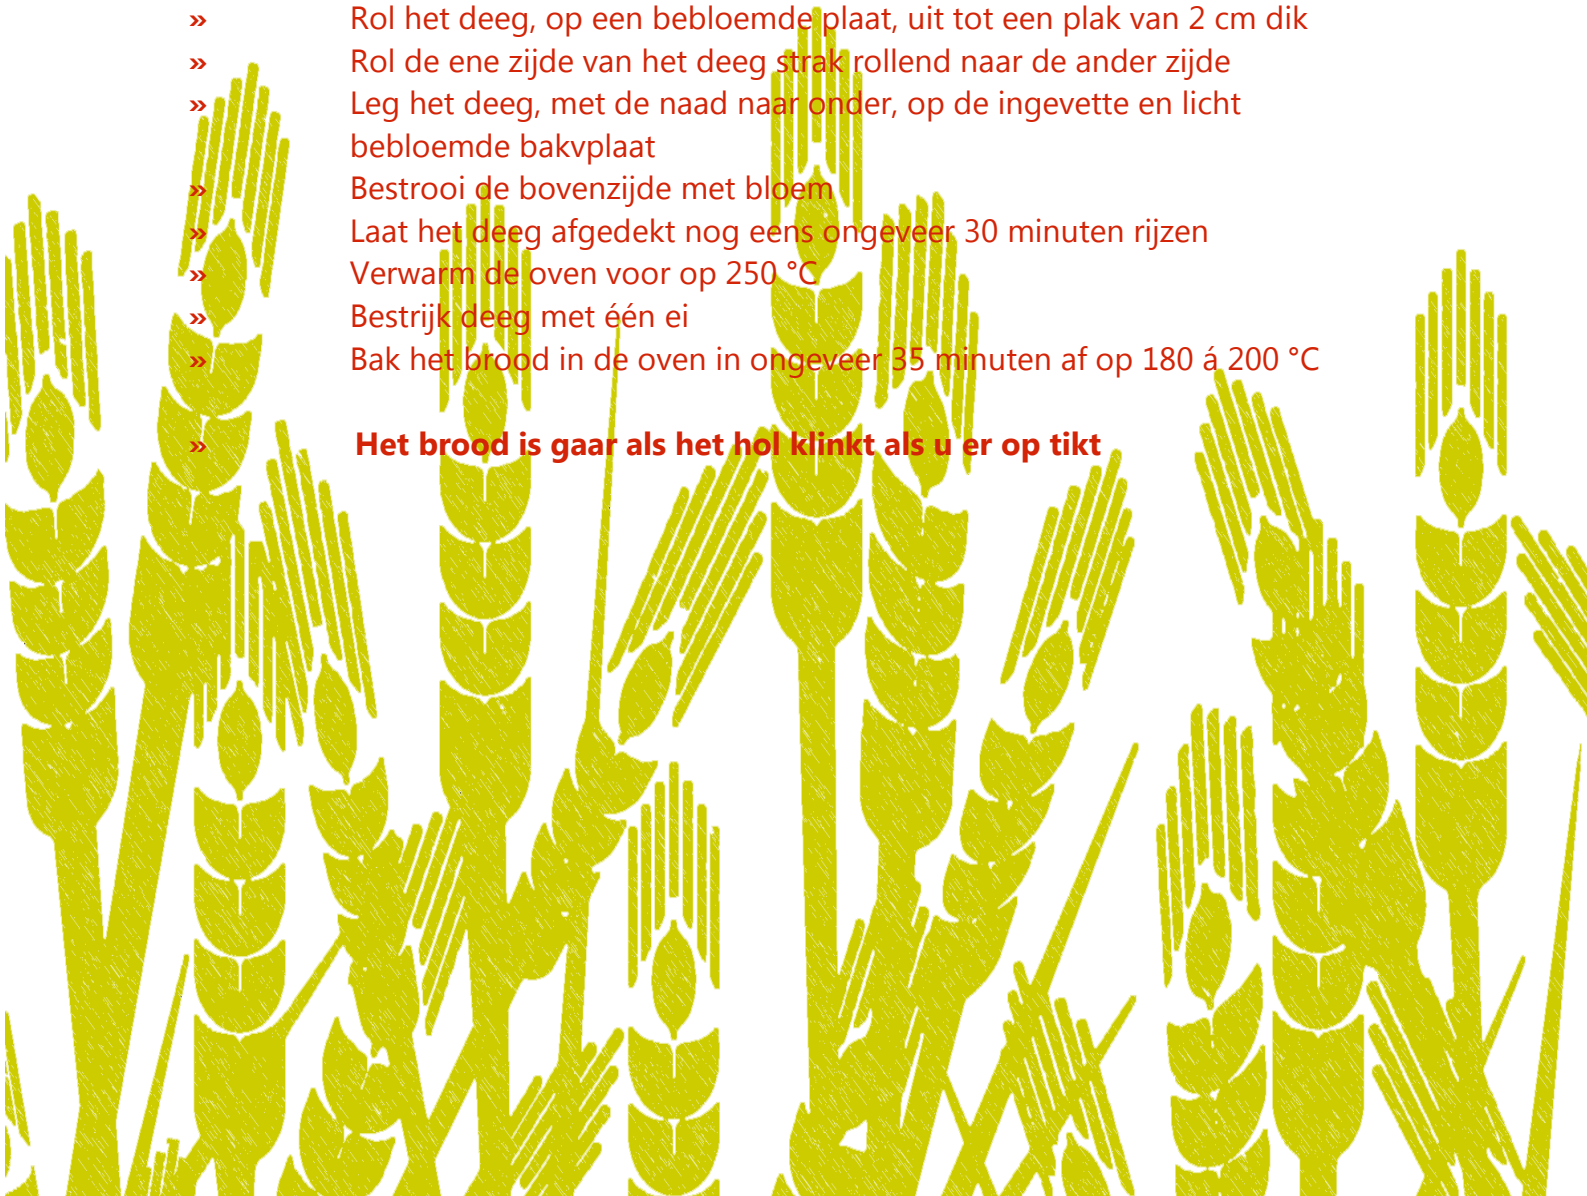 » Rol het deeg, op een bebloemde plaat, uit tot een plak van 2 cm dik
» Rol de ene zijde van het deeg strak rollend naar de ander zijde
» Leg het deeg, met de naad naar onder, op de ingevette en licht
bebloemde bakvplaat
» Bestrooi de bovenzijde met bloem
» Laat het deeg afgedekt nog eens ongeveer 30 minuten rijzen
» Verwarm de oven voor op 250 °C
» Bestrijk deeg met één ei
» Bak het brood in de oven in ongeveer 35 minuten af op 180 á 200 °C
» Het brood is gaar als het hol klinkt als u er op tikt